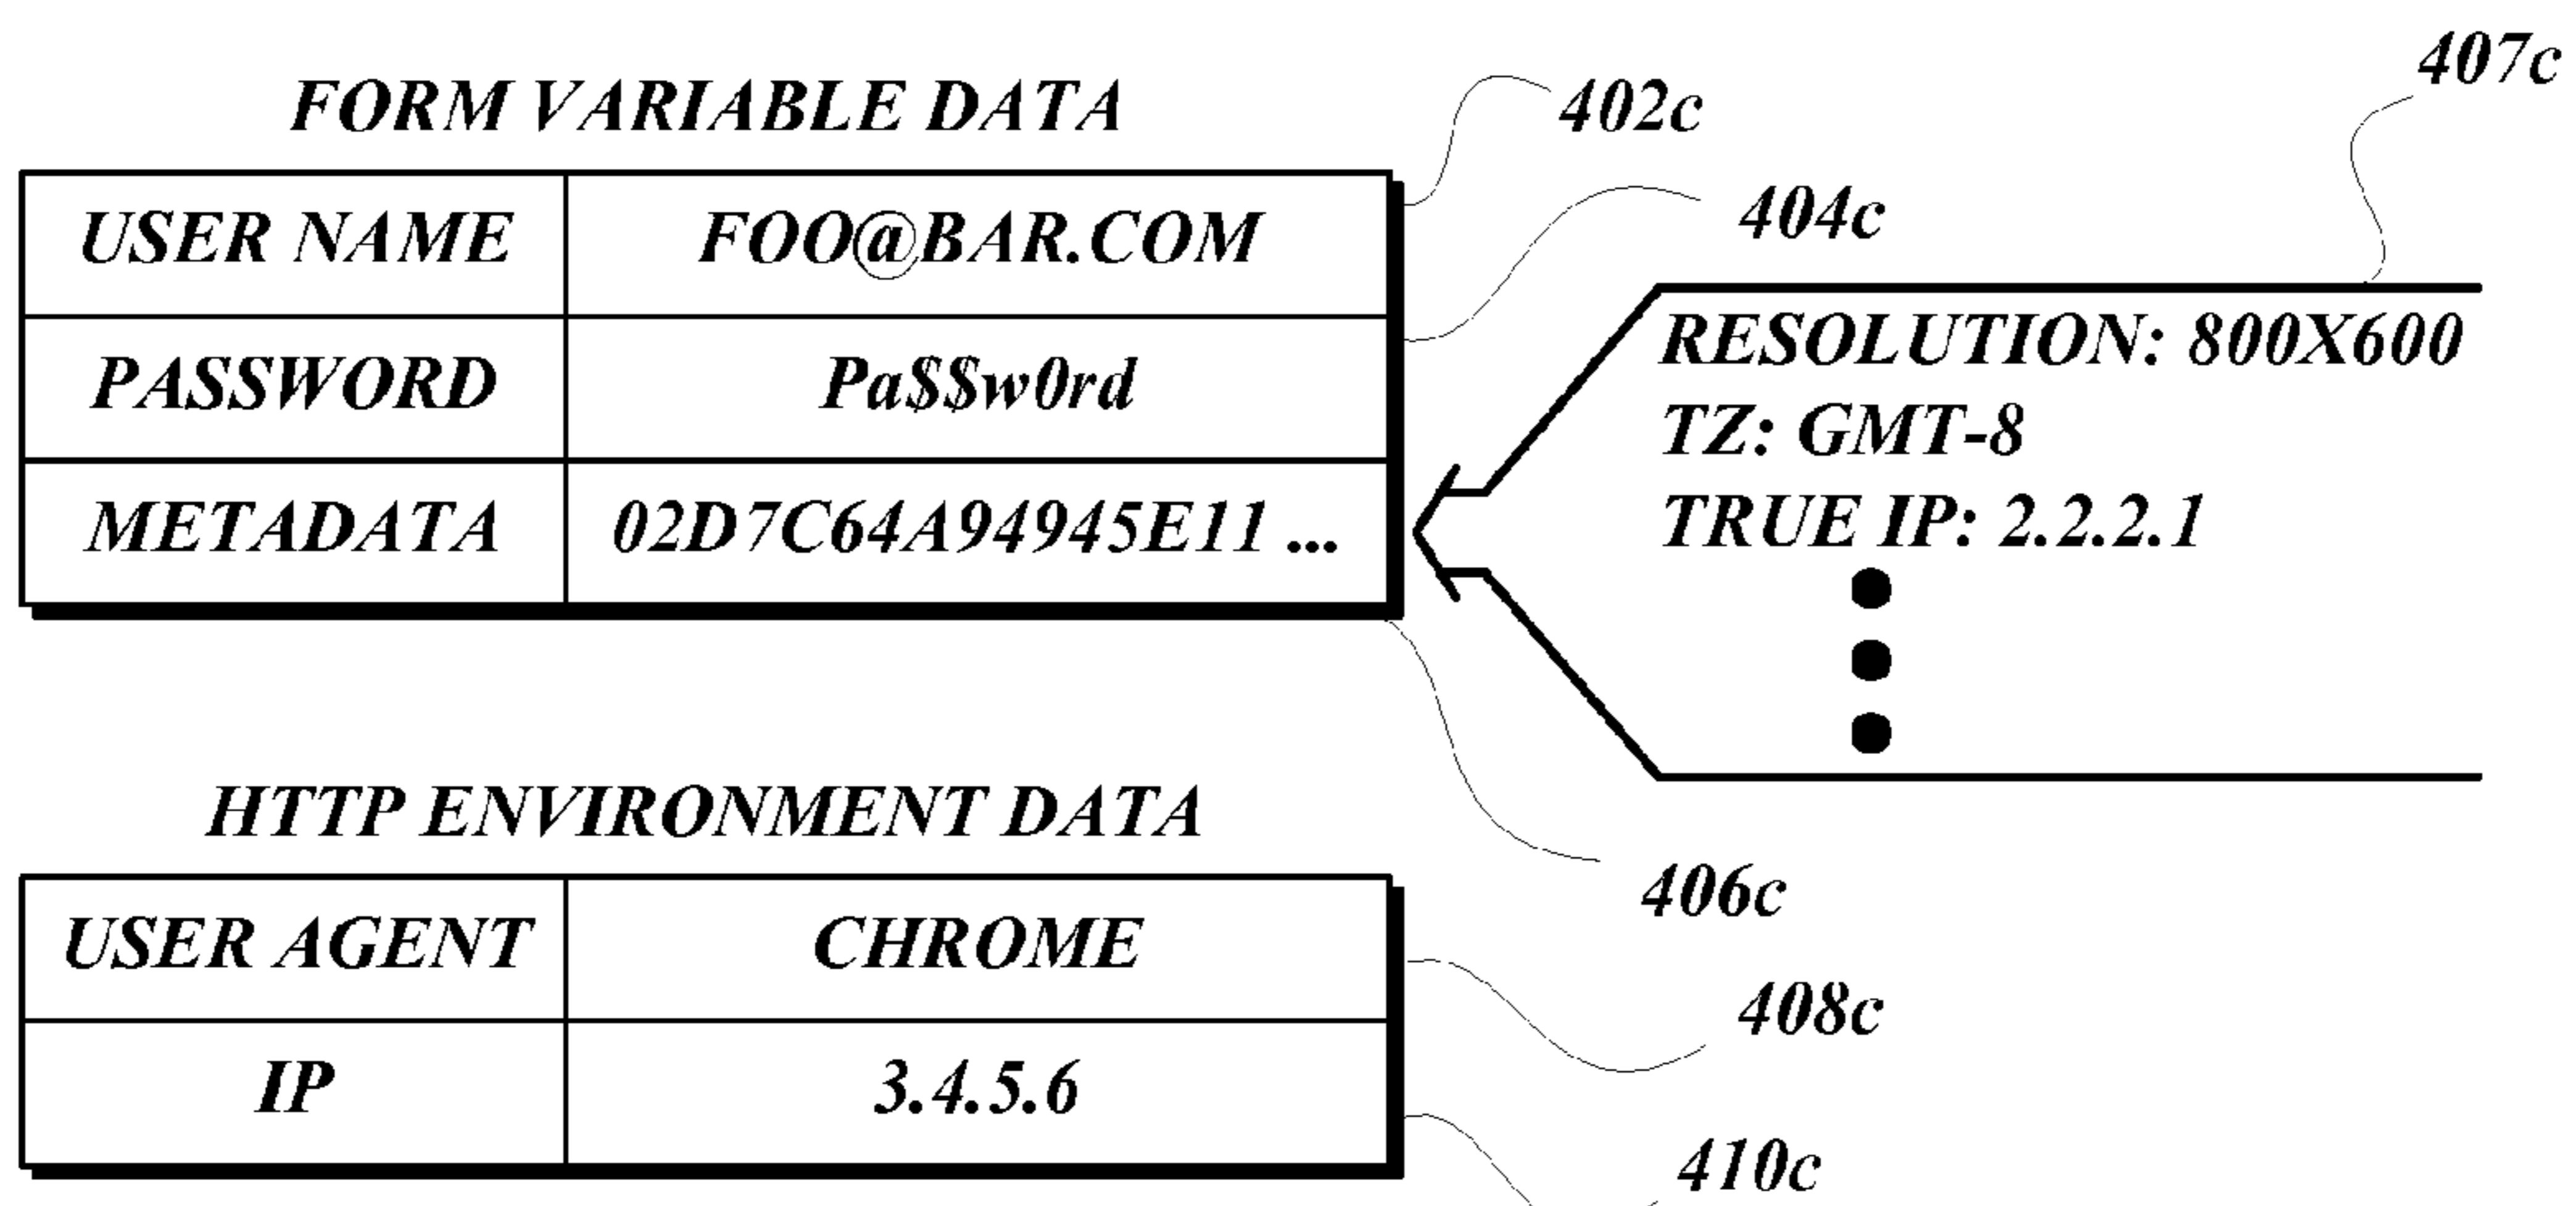 407c
FORM VARIABLE DATA
402c
USER NAME FOO@BAR.COM
404c
PASSWORD Pa$$w0rd
METADATA 02D7C64A94945E11 ...
RESOLUTION: 800X600
TZ: GMT-8
TRUE IP: 2.2.2.1
406c
HTTP ENVIRONMENT DATA
USER AGENT CHROME
408c
IP 3.4.5.6
410c